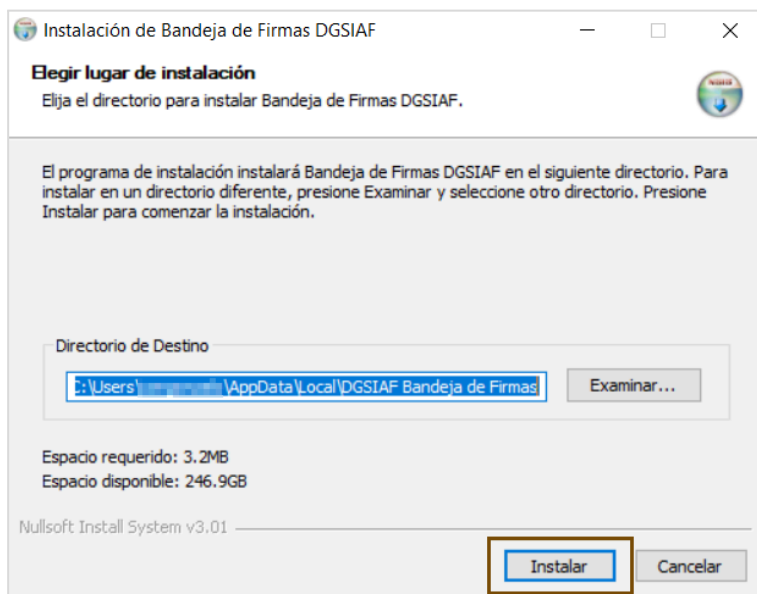 Instalación de Bandeja de Firmas DGSIAF
Elegir lugar de instalación
Elija el directorio para instalar Bandeja de Firmas DGSIAF.
El programa de instalación instalará Bandeja de Firmas DGSIAF en el siguiente directorio. Para
instalar en un directorio diferente, presione Examinar y seleccione otro directorio. Presione
Instalar para comenzar la instalación.
Directorio de Destino
C:\Users\ \AppData\Local\DGSIAF Bandeja de Firmas
Examinar...
Espacio requerido: 3.2MB
Espacio disponible: 246.9GB
Nullsoft Install System v3.01
Instalar
Cancelar